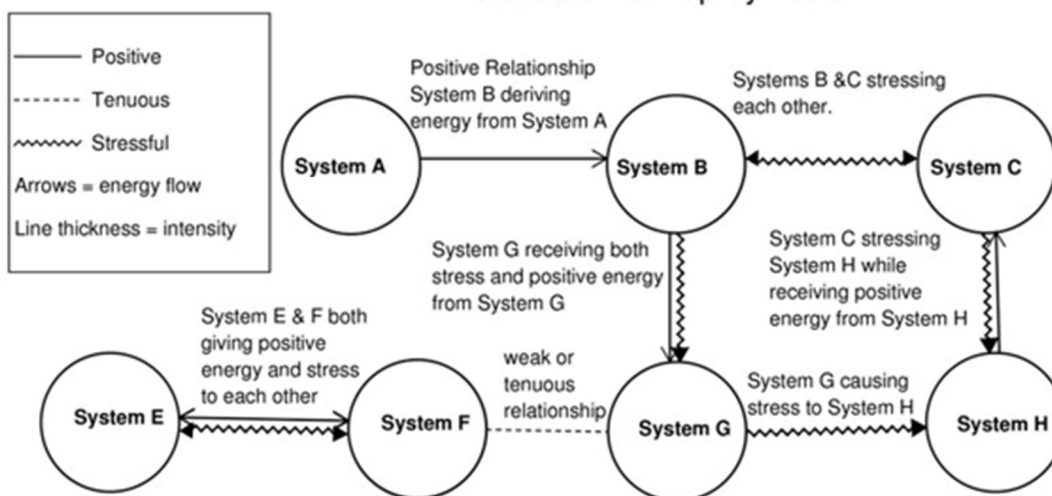 Positive
Tenuous
Stressful
Arrows = energy flow
Line thickness = intensity
Positive Relationship
System B deriving
energy from System A
Systems B &C stressing
each other.
System A
System B
System C
System G receiving both
stress and positive energy
from System G
System C stressing
System H while
receiving positive
energy from System H
System E & F both
giving positive
energy and stress
to each other
weak or
tenuous
relationship
System G causing
stress to System H
System E
System F
System G
System H